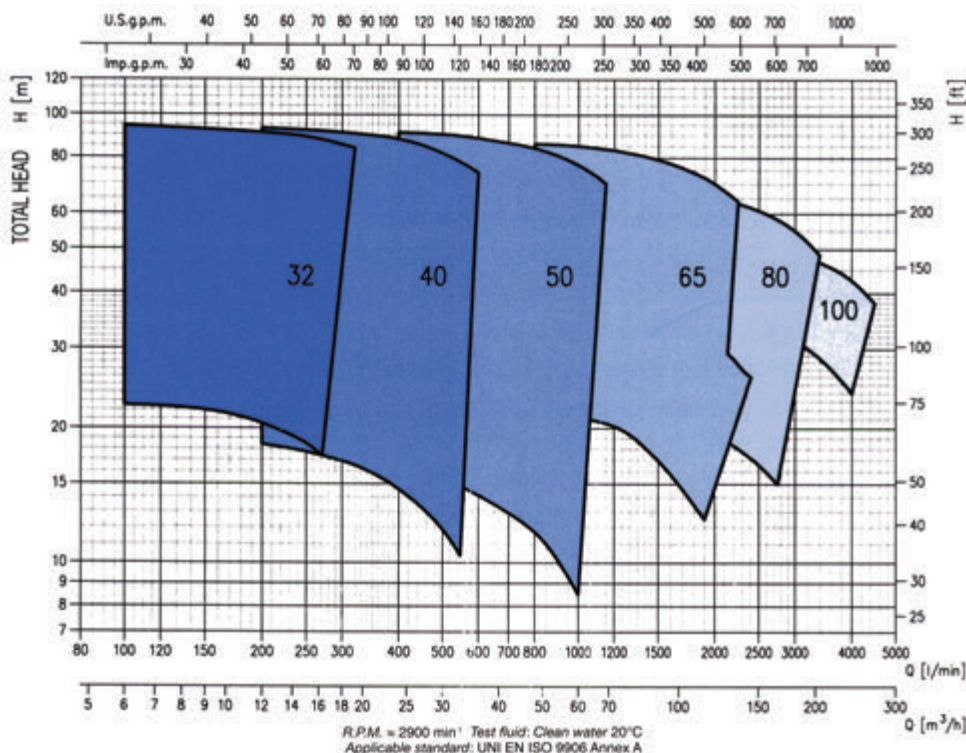 U.S.g.p.m. 40 50 60 70 80 90 100 120 140 160 180 200 250 300 350 400 500 600 700 1000
Imp.g.p.m. 30 40 50 60 70 80 90 100 120 140 160 180 200 250 300 350 400 500 600 700 1000
TOTAL HEAD H [m]
H [ft]
120
100
80
60
50
40
30
20
15
10
9
8
7
350
300
250
200
150
100
75
50
40
30
25
32 40 50 65 80 100
80 100 120 150 200 300 400 500 600 700 800 1000 1500 2000 3000 4000 5000
Q [l/min]
5 6 7 8 9 10 12 14 16 18 20 25 30 40 50 60 100 150 200 300
Q [m³/h]
R.P.M. ≈ 2900 min⁻¹ Test fluid: Clean water 20°C
Applicable standard: UNI EN ISO 9906 Annex A